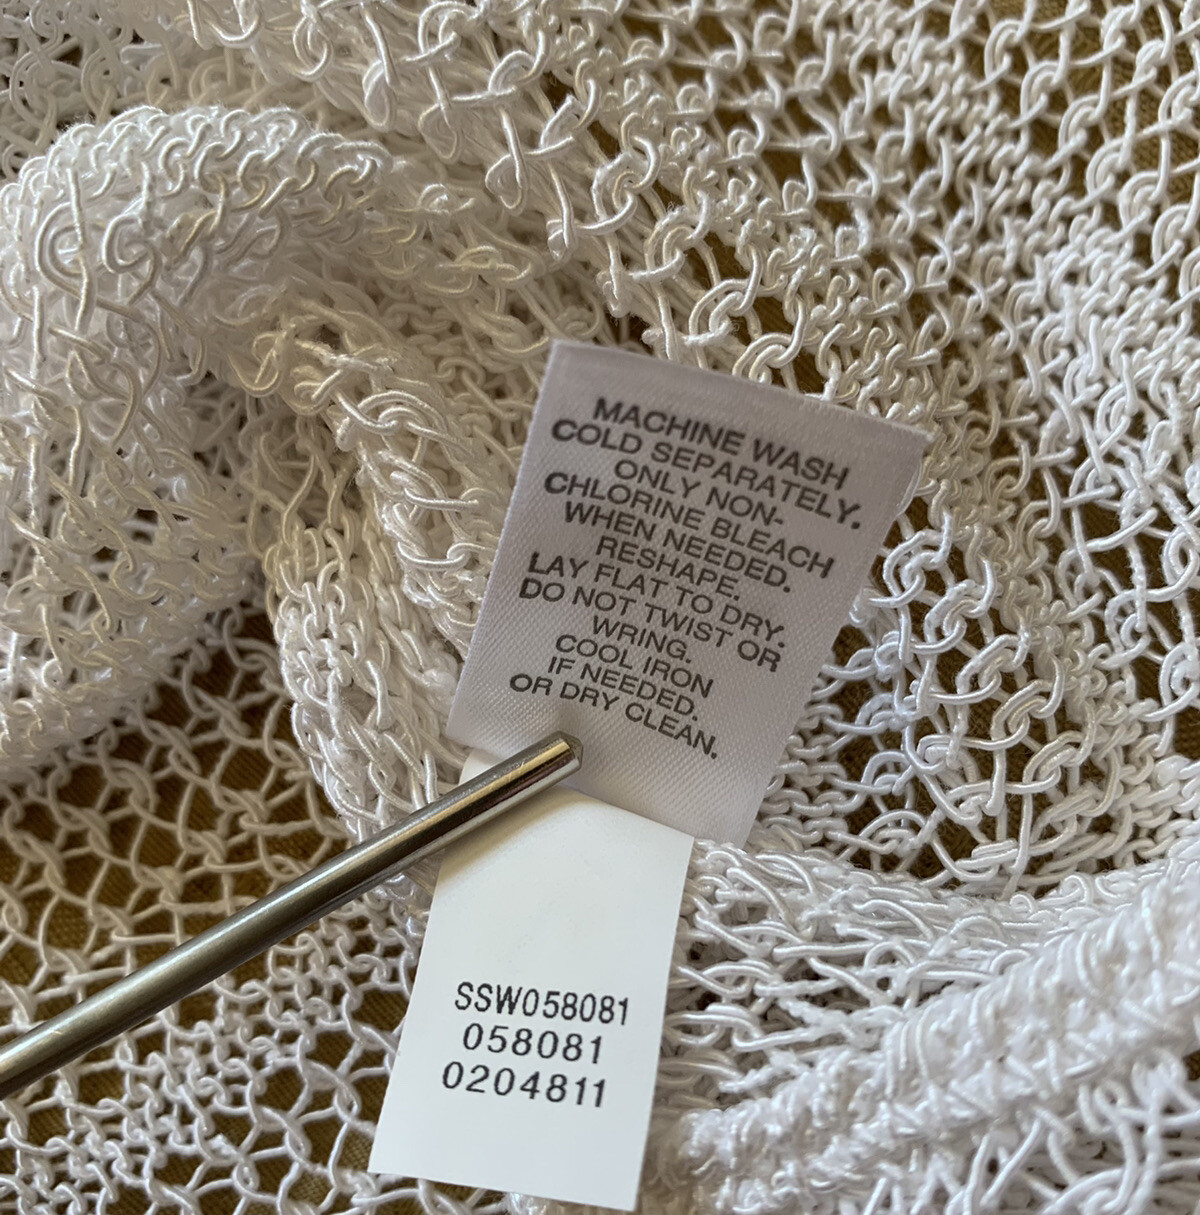 MACHINE WASH
COLD SEPARATELY.
ONLY NON-
CHLORINE BLEACH
WHEN NEEDED.
RESHAPE.
LAY FLAT TO DRY.
DO NOT TWIST OR
WRING.
COOL IRON
IF NEEDED.
OR DRY CLEAN.
SSW058081
058081
0204811